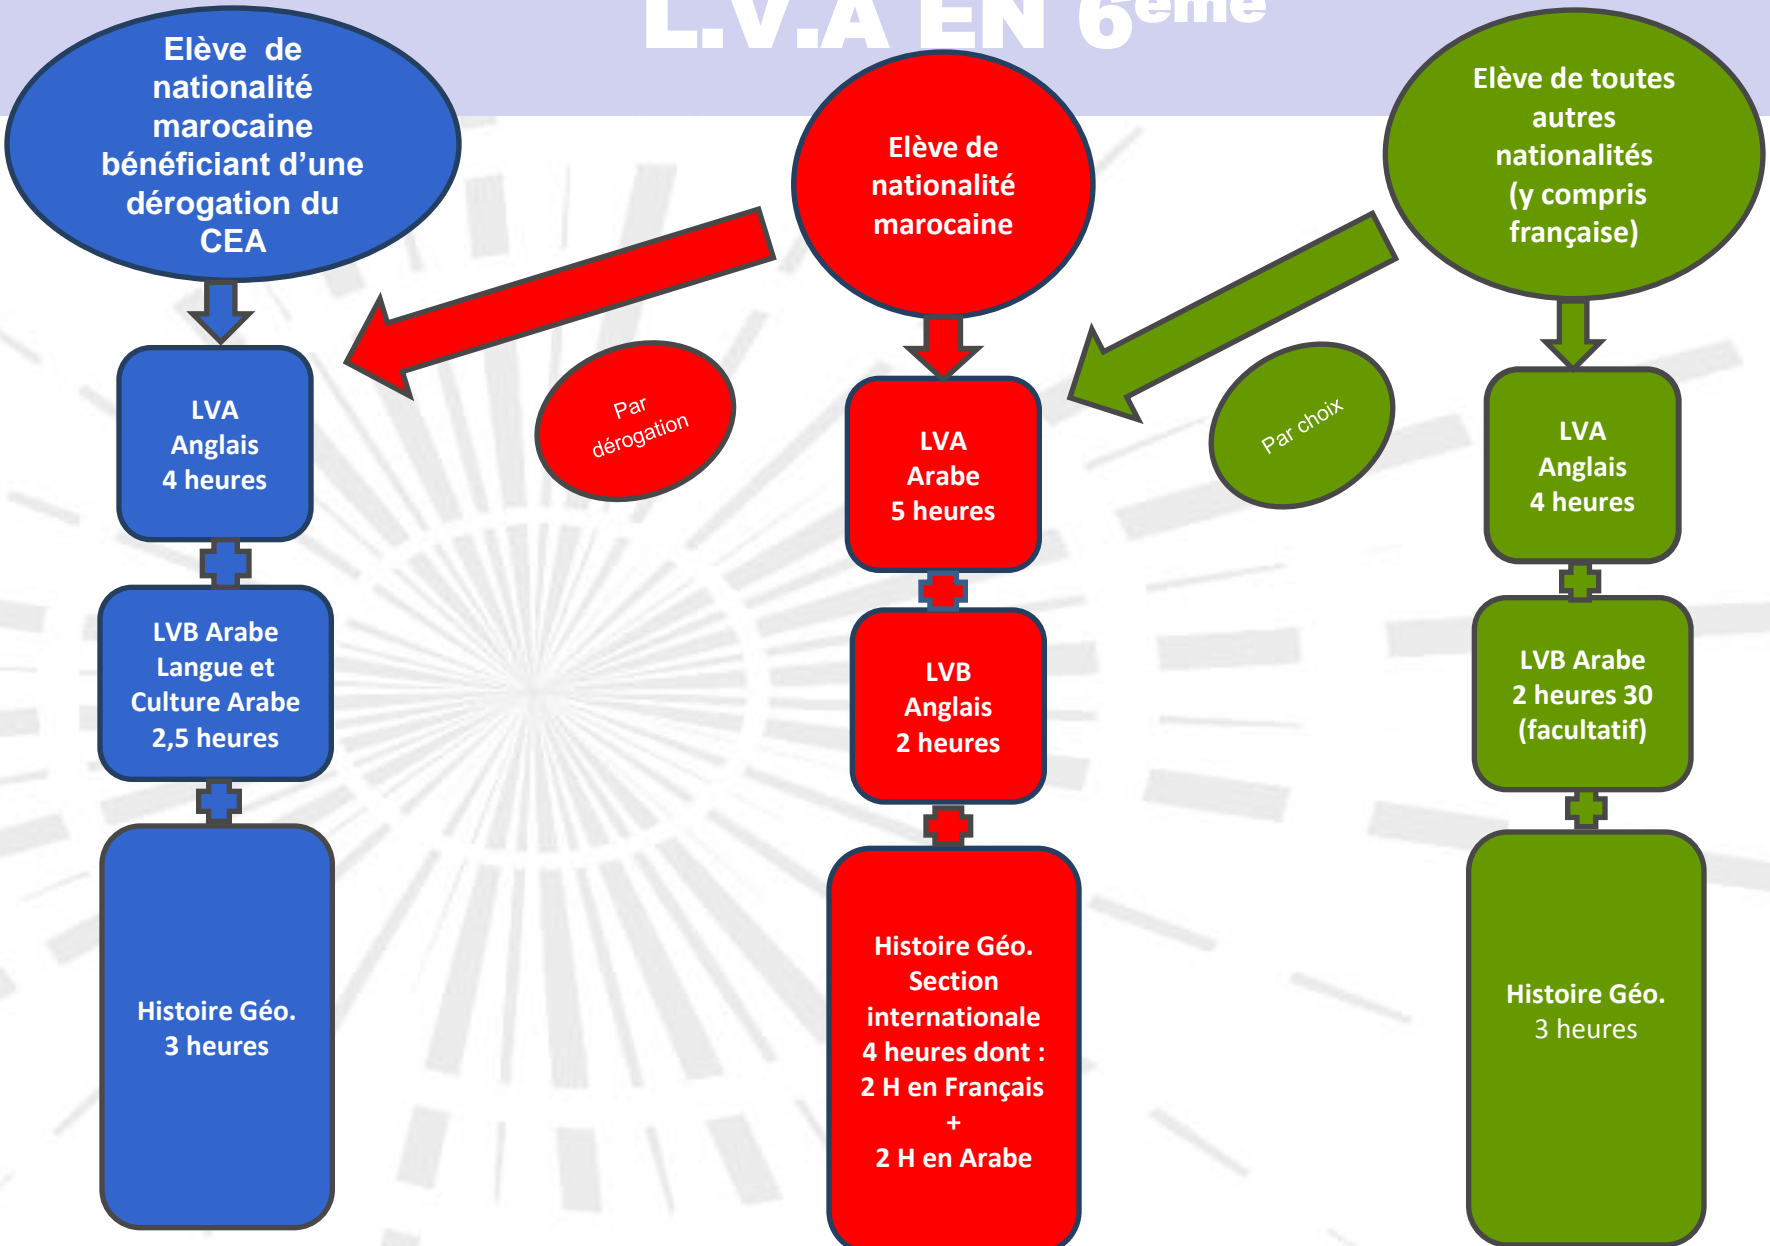 L.V.A EN 6ème
Elève de
nationalité
marocaine
bénéficiant d’une
dérogation du
CEA
LVA
Anglais
4 heures
LVB Arabe
Langue et
Culture Arabe
2,5 heures
Histoire Géo.
3 heures
Par
dérogation
Elève de
nationalité
marocaine
LVA
Arabe
5 heures
LVB
Anglais
2 heures
Histoire Géo.
Section
internationale
4 heures dont :
2 H en Français
+
2 H en Arabe
Par choix
Elève de toutes
autres
nationalités
(y compris
française)
LVA
Anglais
4 heures
LVB Arabe
2 heures 30
(facultatif)
Histoire Géo.
3 heures